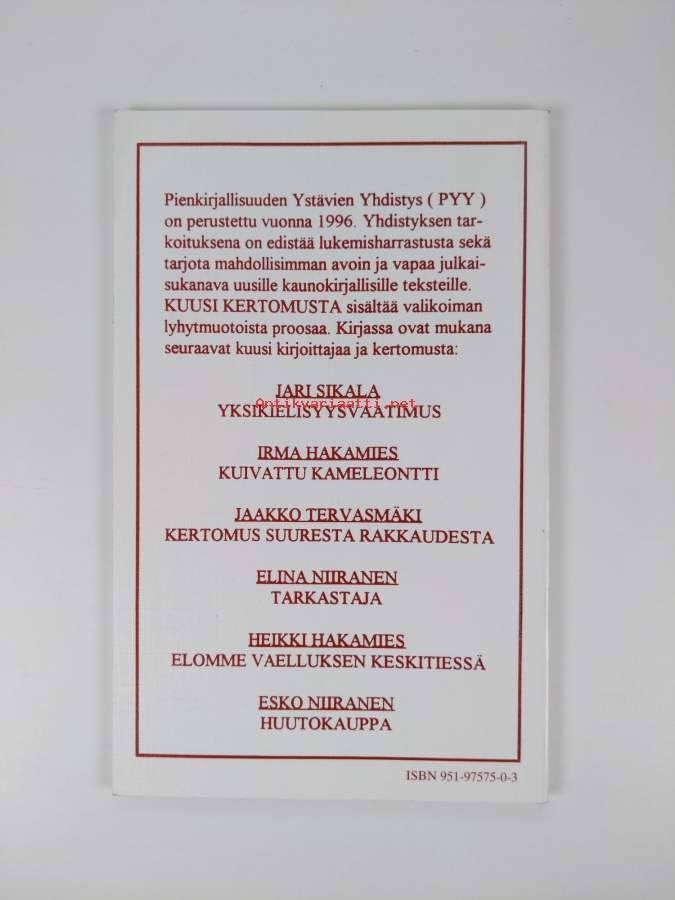 Pienkirjallisuuden Ystävien Yhdistys ( PYY )
on perustettu vuonna 1996. Yhdistyksen tar-
koituksena on edistää lukemisharrastusta sekä
tarjota mahdollisimman avoin ja vapaa julkai-
sukanava uusille kaunokirjallisille teksteille.
KUUSI KERTOMUSTA sisältää valikoiman
lyhytmuotoista proosaa. Kirjassa ovat mukana
seuraavat kuusi kirjoittajaa ja kertomusta:
JARI SIKALA
Antikvariaatti.net
YKSIKIELISYYSVAATIMUS
IRMA HAKAMIES
KUIVATTU KAMELEONTTI
JAAKKO TERVASMÄKI
KERTOMUS SUURESTA RAKKAUDESTA
ELINA NIIRANEN
TARKASTAJA
HEIKKI HAKAMIES
ELOMME VAELLUKSEN KESKITIESSÄ
ESKO NIIRANEN
HUUTOKAUPPA
ISBN 951-97575-0-3